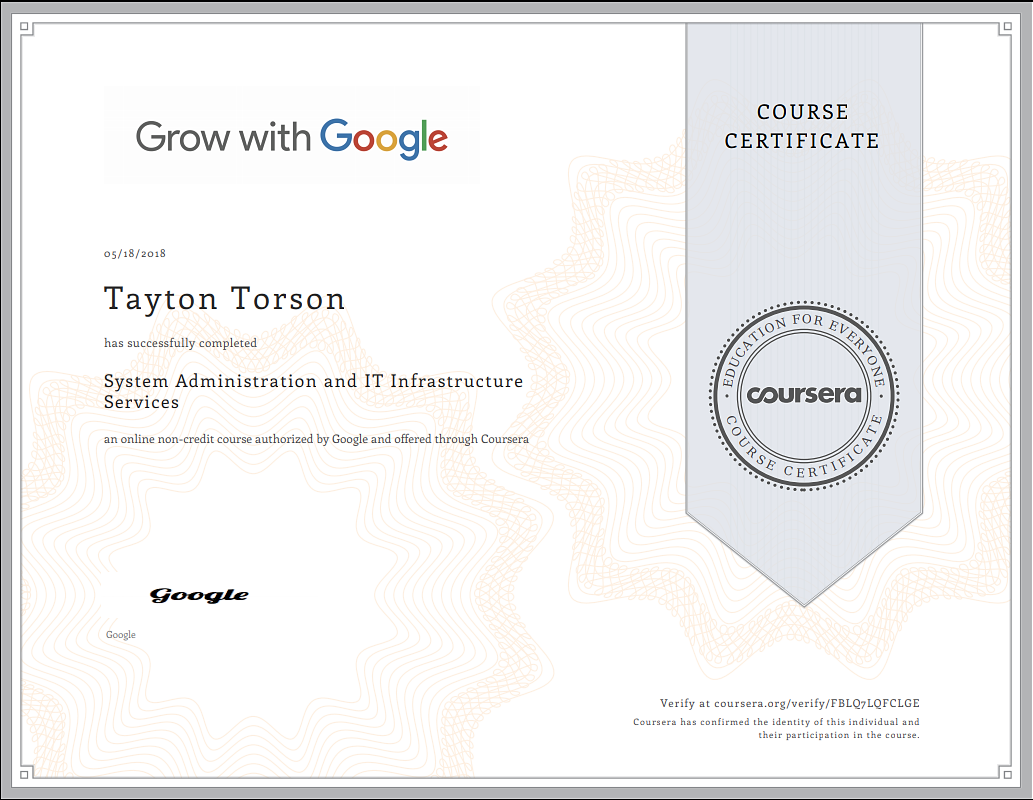 Grow with Google
COURSE
CERTIFICATE
05/18/2018
Tayton Torson
has successfully completed
System Administration and IT Infrastructure
Services
an online non-credit course authorized by Google and offered through Coursera
EDUCATION FOR EVERYONE
coursera
COURSE CERTIFICATE
Google
Google
Verify at coursera.org/verify/FBLQ7LQFCLGE
Coursera has confirmed the identity of this individual and
their participation in the course.